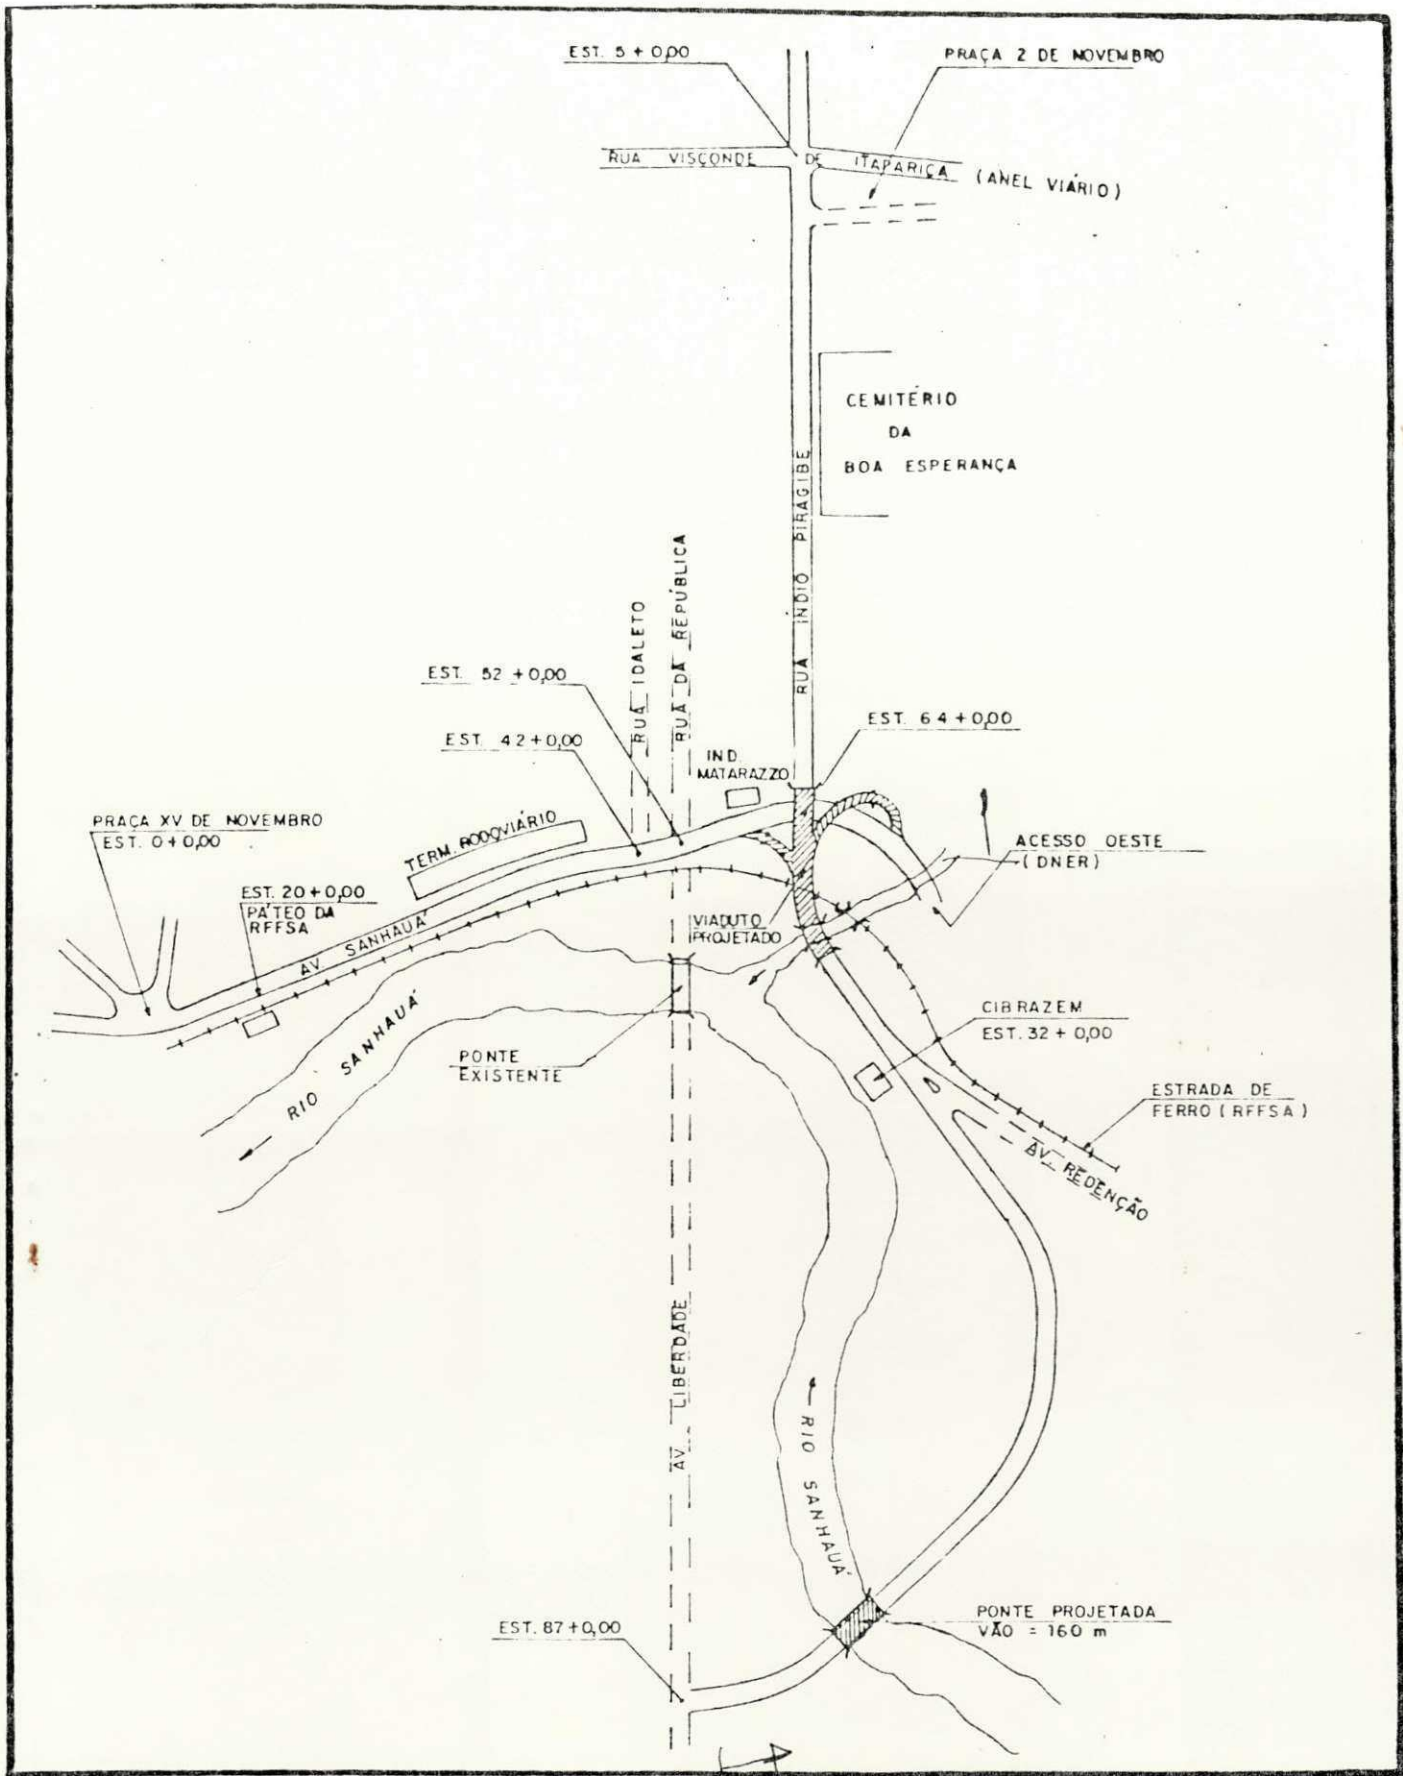 EST. 5 + 0,00
PRAÇA 2 DE NOVEMBRO
RUA VISCONDE DE ITAPARICA (ANEL VIÁRIO)
CEMITÉRIO
DA
BOA ESPERANÇA
RUA ÍNDIO PIRAGIBE
RUA DA REPÚBLICA
RUA IDALETO
EST. 52 + 0,00
EST. 42 + 0,00
EST. 64 + 0,00
IND.
MATARAZZO
PRAÇA XV DE NOVEMBRO
EST. 0 + 0,00
TERM. RODOVIÁRIO
ACESSO OESTE
(DNER)
EST. 20 + 0,00
PÁTEO DA
RFFSA
AV SANHAUÁ
VIADUTO
PROJETADO
RIO SANHAUÁ
CIBRAZEM
EST. 32 + 0,00
PONTE
EXISTENTE
ESTRADA DE
FERRO (RFFSA)
AV. REDENÇÃO
AV. LIBERDADE
RIO SANHAUÁ
PONTE PROJETADA
VÃO = 160 m
EST. 87 + 0,00